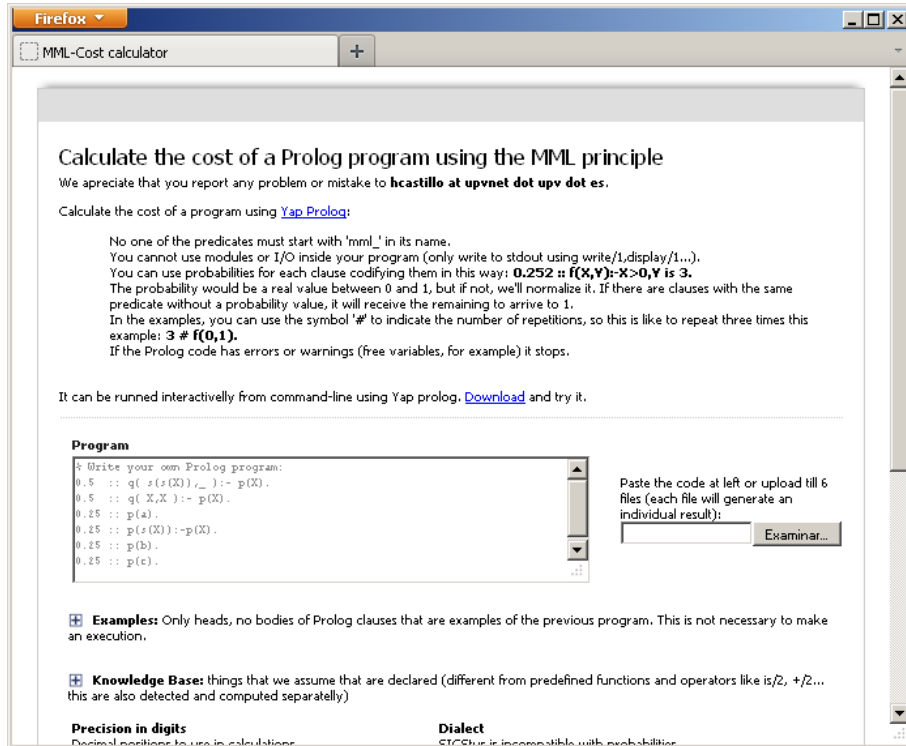 Firefox
MML-Cost calculator
Calculate the cost of a Prolog program using the MML principle
We apreciate that you report any problem or mistake to hcastillo at upvnet dot upv dot es.
Calculate the cost of a program using Yap Prolog:
No one of the predicates must start with 'mml_' in its name.
You cannot use modules or I/O inside your program (only write to stdout using write/1,display/1...).
You can use probabilities for each clause codifying them in this way: 0.252 :: f(X,Y):-X>0,Y is 3.
The probability would be a real value between 0 and 1, but if not, we'll normalize it. If there are clauses with the same
predicate without a probability value, it will receive the remaining to arrive to 1.
In the examples, you can use the symbol '#' to indicate the number of repetitions, so this is like to repeat three times this
example: 3 # f(0,1).
If the Prolog code has errors or warnings (free variables, for example) it stops.
It can be runned interactivelly from command-line using Yap prolog. Download and try it.
Program
% Write your own Prolog program:
0.5 :: q( s(s(X)),_ ):- p(X).
0.5 :: q( X,X ):- p(X).
0.25 :: p(a).
0.25 :: p(s(X)):-p(X).
0.25 :: p(b).
0.25 :: p(c).
Paste the code at left or upload till 6
files (each file will generate an
individual result):
Examinar...
Examples: Only heads, no bodies of Prolog clauses that are examples of the previous program. This is not necessary to make
an execution.
Knowledge Base: things that we assume that are declared (different from predefined functions and operators like is/2, +/2...
this are also detected and computed separatelly)
Precision in digits
Dialect
Decimal positions to use in calculations
SICStus is incompatible with probabilities